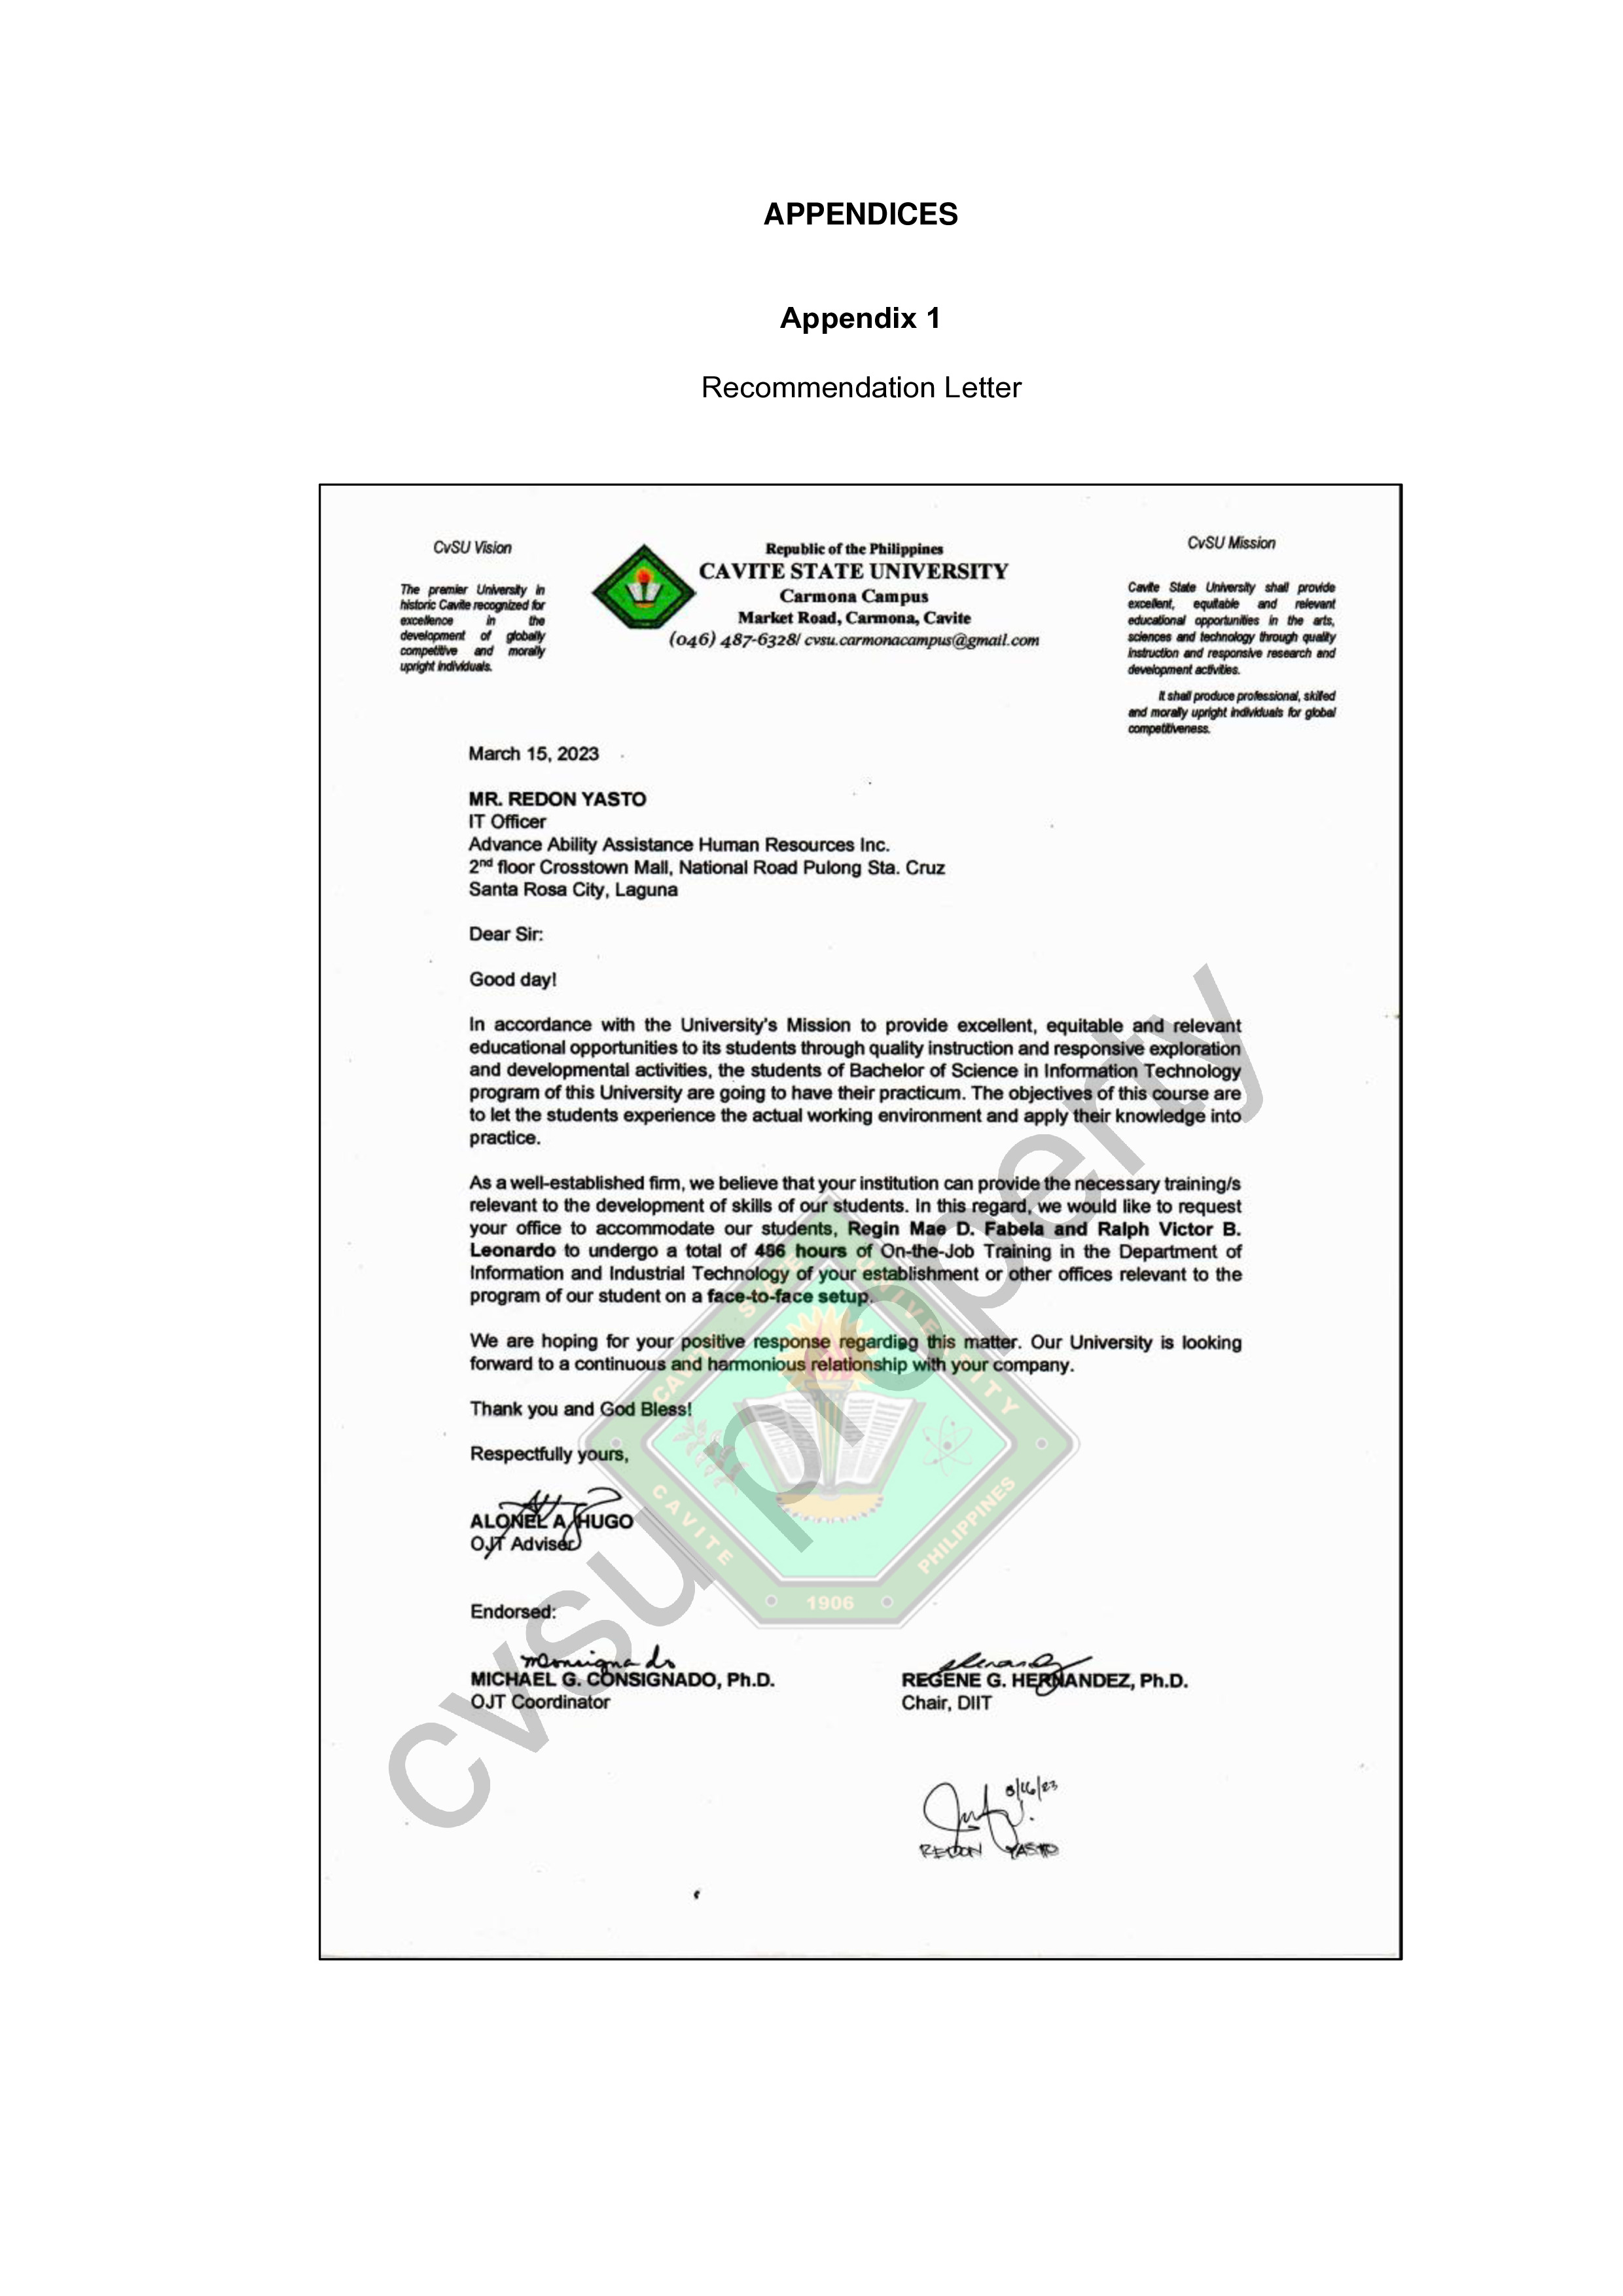 APPENDICES
Appendix 1
Recommendation Letter
CvSU Vision
The premier University in
historic Cavite recognized for
excellence in the
development of globally
competitive and morally
upright individuals.
Republic of the Philippines
CAVITE STATE UNIVERSITY
Carmona Campus
Market Road, Carmona, Cavite
(046) 487-6328/ cvsu.carmonacampus@gmail.com
CvSU Mission
Cavite State University shall provide
excellent, equitable and relevant
educational opportunities in the arts,
sciences and technology through quality
instruction and responsive research and
development activities.
It shall produce professional, skilled
and morally upright individuals for global
competitiveness.
March 15, 2023
MR. REDON YASTO
IT Officer
Advance Ability Assistance Human Resources Inc.
2nd floor Crosstown Mall, National Road Pulong Sta. Cruz
Santa Rosa City, Laguna
Dear Sir:
Good day!
In accordance with the University's Mission to provide excellent, equitable and relevant
educational opportunities to its students through quality instruction and responsive exploration
and developmental activities, the students of Bachelor of Science in Information Technology
program of this University are going to have their practicum. The objectives of this course are
to let the students experience the actual working environment and apply their knowledge into
practice.
As a well-established firm, we believe that your institution can provide the necessary training/s
relevant to the development of skills of our students. In this regard, we would like to request
your office to accommodate our students, Regin Mae D. Fabela and Ralph Victor B.
Leonardo to undergo a total of 486 hours of On-the-Job Training in the Department of
Information and Industrial Technology of your establishment or other offices relevant to the
program of our student on a face-to-face setup.
We are hoping for your positive response regarding this matter. Our University is looking
forward to a continuous and harmonious relationship with your company.
Thank you and God Bless!
Respectfully yours,
ALONEL A. HUGO
OJT Adviser
Endorsed:
MICHAEL G. CONSIGNADO, Ph.D.
OJT Coordinator
REGENE G. HERNANDEZ, Ph.D.
Chair, DIIT
REDON YASTO
cvsu property
CAVITE STATE UNIVERSITY
CAVITE
PHILIPPINES
1906